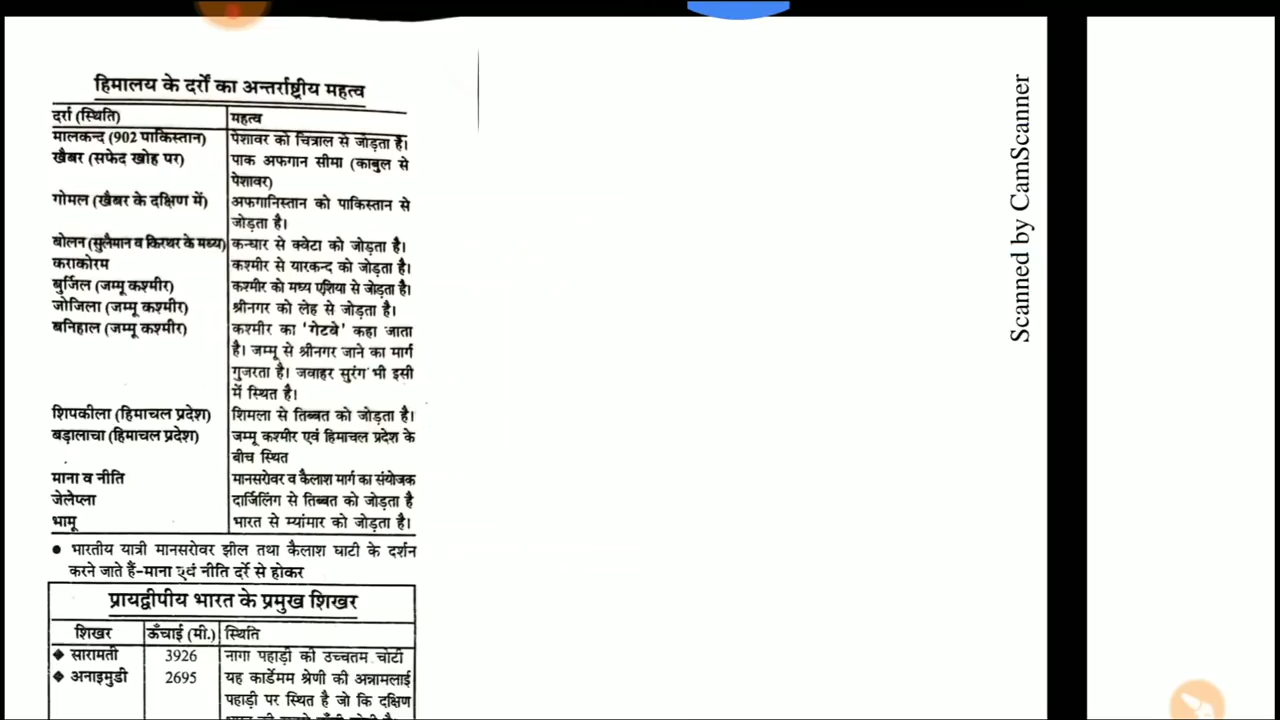 हिमालय के दर्रों का अन्तर्राष्ट्रीय महत्व
दर्रा (स्थिति) महत्व
मालकन्द (902 पाकिस्तान) पेशावर को चित्राल से जोड़ता है।
खैबर (सफेद खोह पर) पाक अफगान सीमा (काबुल से
पेशावर)
गोमल (खैबर के दक्षिण में) अफगानिस्तान को पाकिस्तान से
जोड़ता है।
बोलन (सुलैमान व किरथर के मध्य) कन्धार से क्वेटा को जोड़ता है।
कराकोरम कश्मीर से यारकन्द को जोड़ता है।
बुर्जिल (जम्मू कश्मीर) कश्मीर को मध्य एशिया से जोड़ता है।
जोजिला (जम्मू कश्मीर) श्रीनगर को लेह से जोड़ता है।
बनिहाल (जम्मू कश्मीर) कश्मीर का 'गेटवे' कहा जाता
है। जम्मू से श्रीनगर जाने का मार्ग
गुजरता है। जवाहर सुरंग भी इसी
में स्थित है।
शिपकीला (हिमाचल प्रदेश) शिमला से तिब्बत को जोड़ता है।
बड़ालाचा (हिमाचल प्रदेश) जम्मू कश्मीर एवं हिमाचल प्रदेश के
बीच स्थित
माना व नीति मानसरोवर व कैलाश मार्ग का संयोजक
जेलेप्ला दार्जिलिंग से तिब्बत को जोड़ता है
भामू भारत से म्यांमार को जोड़ता है।
● भारतीय यात्री मानसरोवर झील तथा कैलाश घाटी के दर्शन
करने जाते हैं-माना एवं नीति दर्रे से होकर
प्रायद्वीपीय भारत के प्रमुख शिखर
शिखर ऊँचाई (मी.) स्थिति
◆ सारामती 3926 नागा पहाड़ी की उच्चतम चोटी
◆ अनाइमुडी 2695 यह कार्डेमम श्रेणी की अन्नामलाई
पहाड़ी पर स्थित है जो कि दक्षिण
Scanned by CamScanner